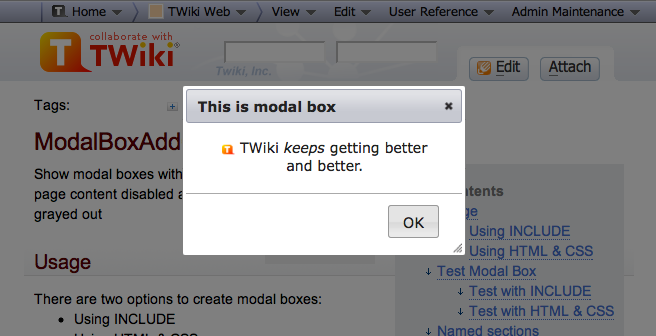 Home TWiki Web View Edit User Reference Admin Maintenance
collaborate with
TWiki®
Twiki, Inc.
Edit Attach
Tags:
This is modal box
TWiki keeps getting better
and better.
OK
ModalBoxAdd
Show modal boxes with
page content disabled
grayed out
Usage
There are two options to create modal boxes:
Using INCLUDE
Using HTML & CSS
Using INCLUDE
Using HTML & CSS
Test Modal Box
Test with INCLUDE
Test with HTML & CSS
Named sections